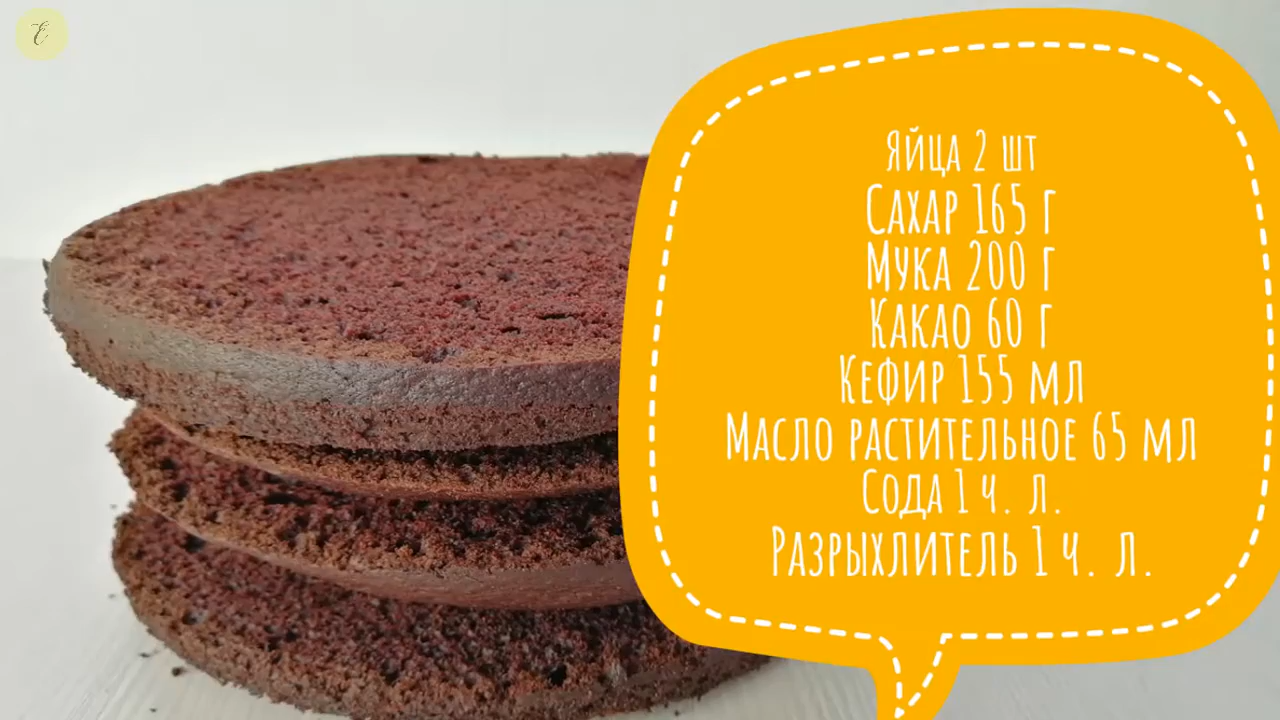 Яйца 2 шт
Сахар 165 г
Мука 200 г
Какао 60 г
Кефир 155 мл
Масло растительное 65 мл
Сода 1 ч. л.
Разрыхлитель 1 ч. л.